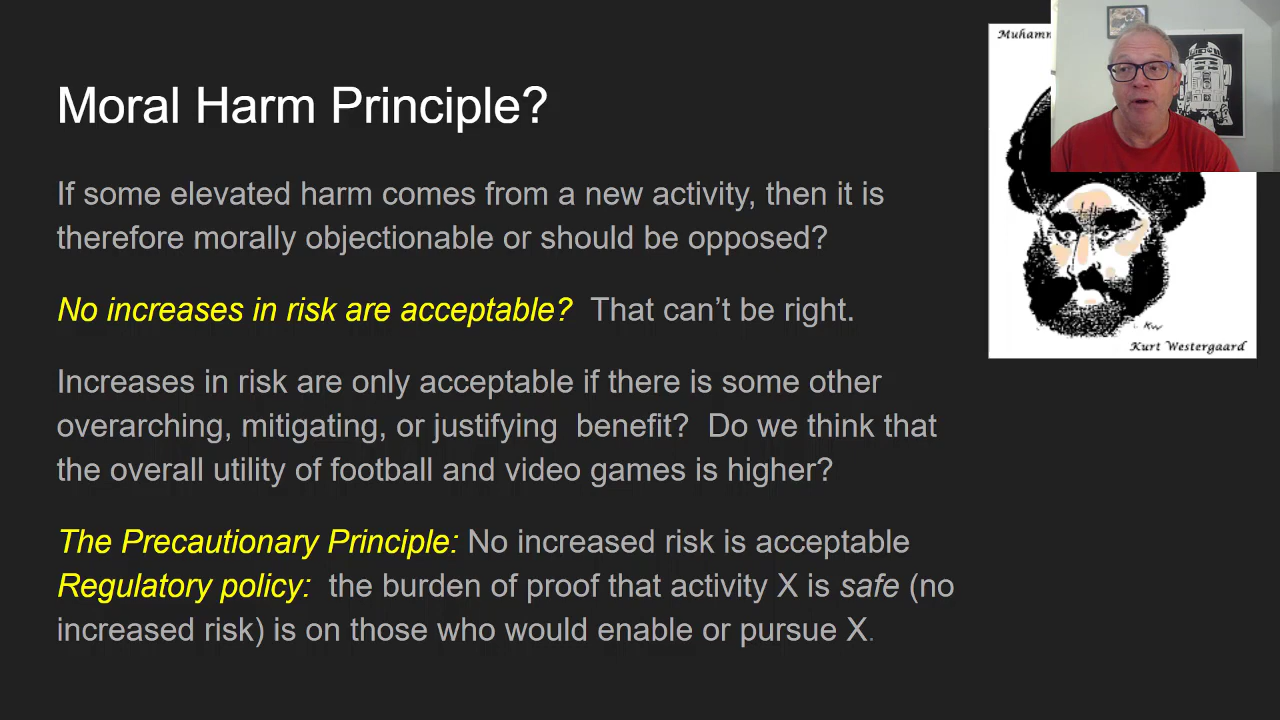 Moral Harm Principle?
If some elevated harm comes from a new activity, then it is
therefore morally objectionable or should be opposed?
No increases in risk are acceptable? That can’t be right.
Increases in risk are only acceptable if there is some other
overarching, mitigating, or justifying benefit? Do we think that
the overall utility of football and video games is higher?
The Precautionary Principle: No increased risk is acceptable
Regulatory policy: the burden of proof that activity X is safe (no
increased risk) is on those who would enable or pursue X.
Kurt Westergaard